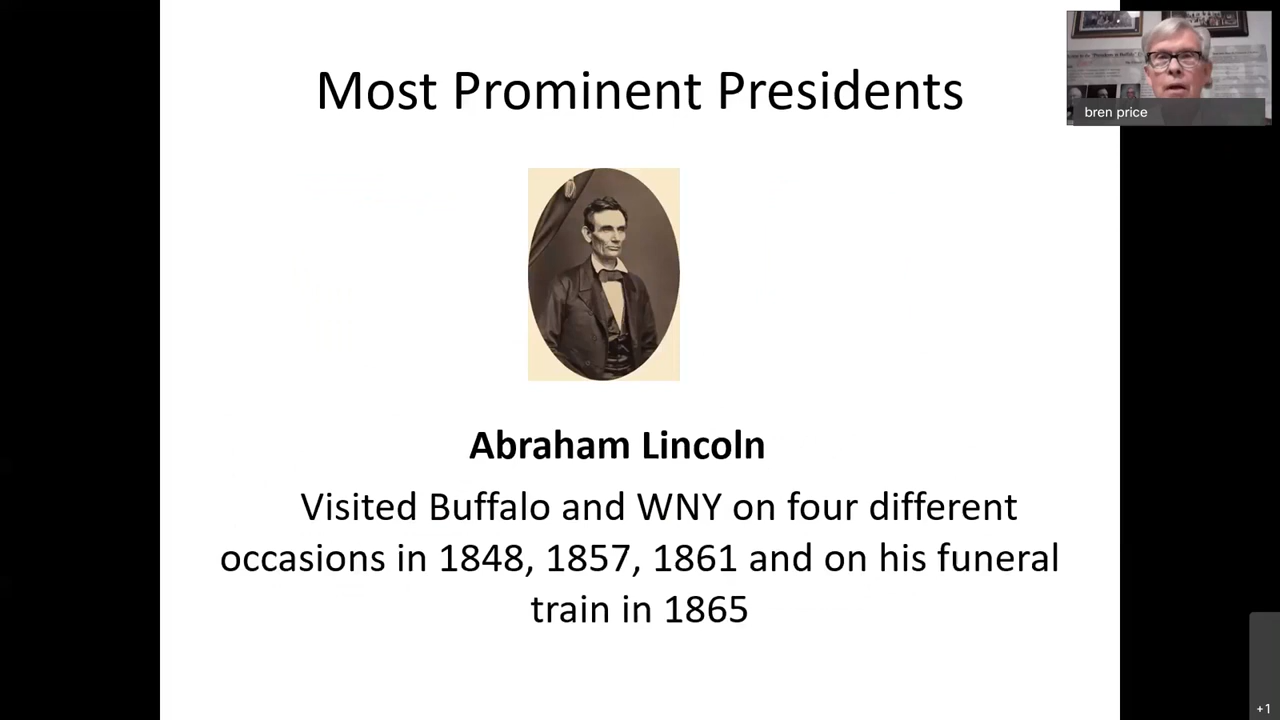 Most Prominent Presidents
bren price
Abraham Lincoln
Visited Buffalo and WNY on four different
occasions in 1848, 1857, 1861 and on his funeral
train in 1865
+1